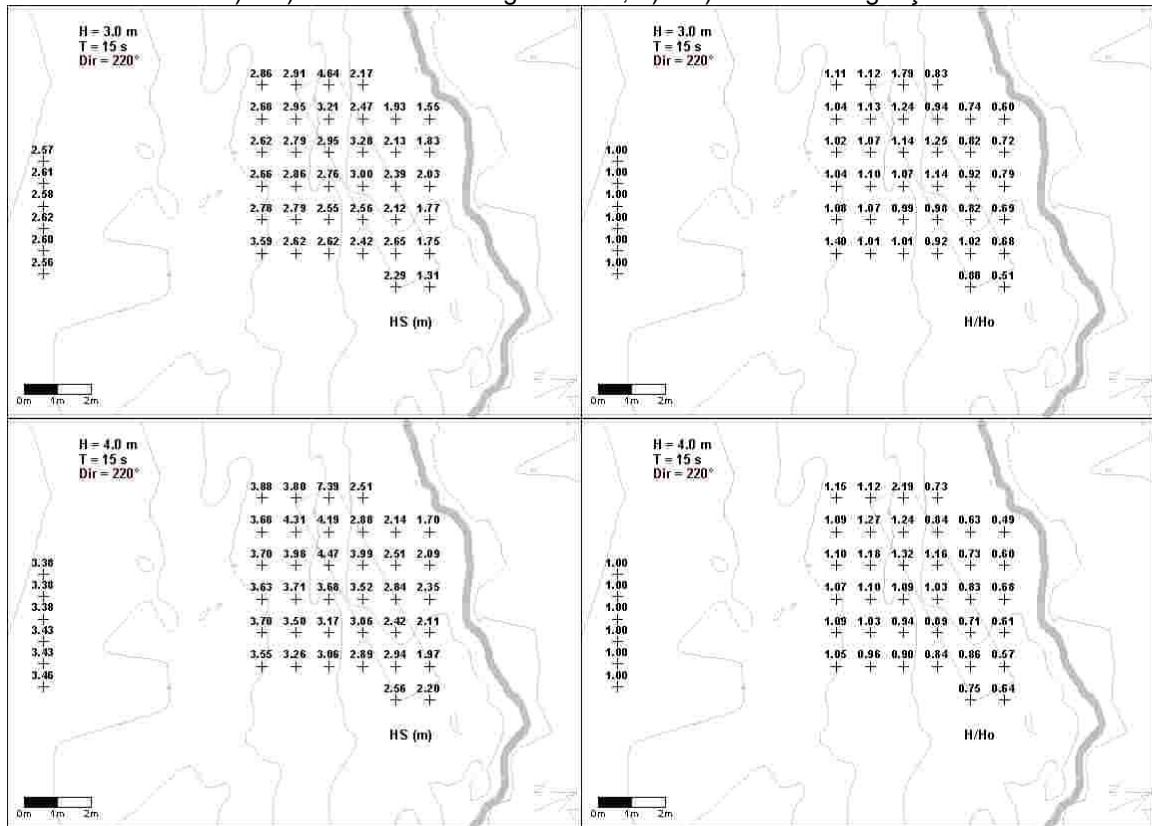 H = 3.0 m
T = 15 s
Dir = 220°
2.86 2.91 4.64 2.17
2.68 2.95 3.21 2.47 1.93 1.55
2.62 2.79 2.95 3.28 2.13 1.83
2.66 2.86 2.76 3.00 2.39 2.03
2.78 2.79 2.55 2.56 2.12 1.77
3.59 2.62 2.62 2.42 2.65 1.75
2.29 1.31
2.57
2.61
2.58
2.62
2.60
2.56
HS (m)
0m 1m 2m
H = 3.0 m
T = 15 s
Dir = 220°
1.11 1.12 1.79 0.83
1.04 1.13 1.24 0.94 0.74 0.60
1.02 1.07 1.14 1.25 0.82 0.72
1.04 1.10 1.07 1.14 0.92 0.79
1.08 1.07 0.99 0.98 0.82 0.69
1.40 1.01 1.01 0.92 1.02 0.68
0.88 0.51
1.00
1.00
1.00
1.00
1.00
1.00
H/Ho
0m 1m 2m
H = 4.0 m
T = 15 s
Dir = 220°
3.88 3.80 7.39 2.51
3.68 4.31 4.19 2.88 2.14 1.70
3.70 3.98 4.47 3.99 2.51 2.09
3.63 3.71 3.68 3.52 2.84 2.35
3.70 3.50 3.17 3.06 2.42 2.11
3.55 3.26 3.06 2.89 2.94 1.97
2.56 2.20
3.38
3.38
3.38
3.43
3.43
3.46
HS (m)
0m 1m 2m
H = 4.0 m
T = 15 s
Dir = 220°
1.15 1.12 2.19 0.73
1.09 1.27 1.24 0.84 0.63 0.49
1.10 1.18 1.32 1.16 0.73 0.60
1.07 1.10 1.09 1.03 0.83 0.68
1.09 1.03 0.94 0.89 0.71 0.61
1.05 0.96 0.90 0.84 0.86 0.57
0.75 0.64
1.00
1.00
1.00
1.00
1.00
1.00
H/Ho
0m 1m 2m